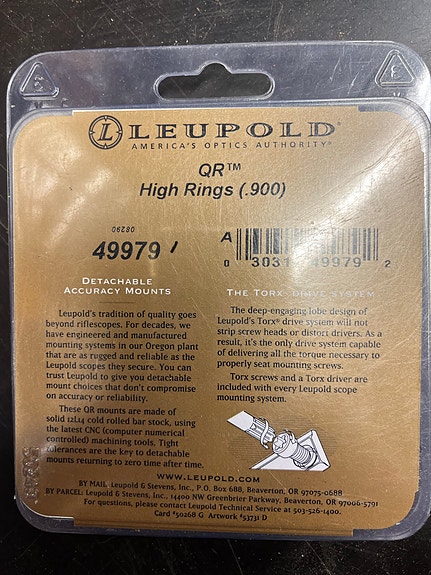 LEUPOLD®
AMERICA'S OPTICS AUTHORITY®
QR™
High Rings (.900)
08290
49979
A
0 3031 49979 2
DETACHABLE
ACCURACY MOUNTS
Leupold's tradition of quality goes
beyond riflescopes. For decades, we
have engineered and manufactured
mounting systems in our Oregon plant
that are as rugged and reliable as the
Leupold scopes they secure. You can
trust Leupold to give you detachable
mount choices that don't compromise
on accuracy or reliability.
These QR mounts are made of
solid 12L14 cold rolled bar stock, using
the latest CNC (computer numerical
controlled) machining tools. Tight
tolerances are the key to detachable
mounts returning to zero time after time.
THE TORX® DRIVE SYSTEM
The deep-engaging lobe design of
Leupold's Torx® drive system will not
strip screw heads or distort drivers. As a
result, it's the only drive system capable
of delivering all the torque necessary to
properly seat mounting screws.
Torx screws and a Torx driver are
included with every Leupold scope
mounting system.
WWW.LEUPOLD.COM
BY MAIL: Leupold & Stevens, Inc., P.O. Box 688, Beaverton, OR 97075-0688
BY PARCEL: Leupold & Stevens, Inc., 14400 NW Greenbrier Parkway, Beaverton, OR 97006-5791
For questions, please contact Leupold Technical Service at 503-526-1400.
Card #50268 G Artwork #53731 D